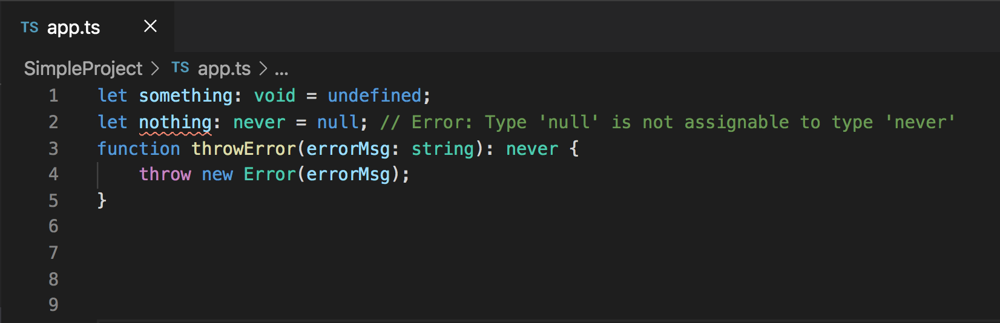 TS app.ts
SimpleProject > TS app.ts > ...
1 let something: void = undefined;
2 let nothing: never = null; // Error: Type 'null' is not assignable to type 'never'
3 function throwError(errorMsg: string): never {
4     throw new Error(errorMsg);
5 }
6
7
8
9